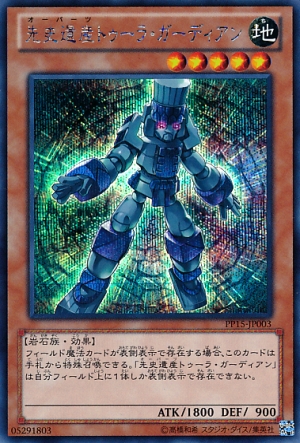 オーパーツ
先史遺産トゥーラ・ガーディアン
地
PP15-JP003
【岩石族・効果】
フィールド魔法カードが表側表示で存在する場合、このカードは
手札から特殊召喚できる。「先史遺産トゥーラ・ガーディアン」
は自分フィールド上に1体しか表側表示で存在できない。
ATK/1800 DEF/ 900
05291803
©高橋和希 スタジオ・ダイス/集英社